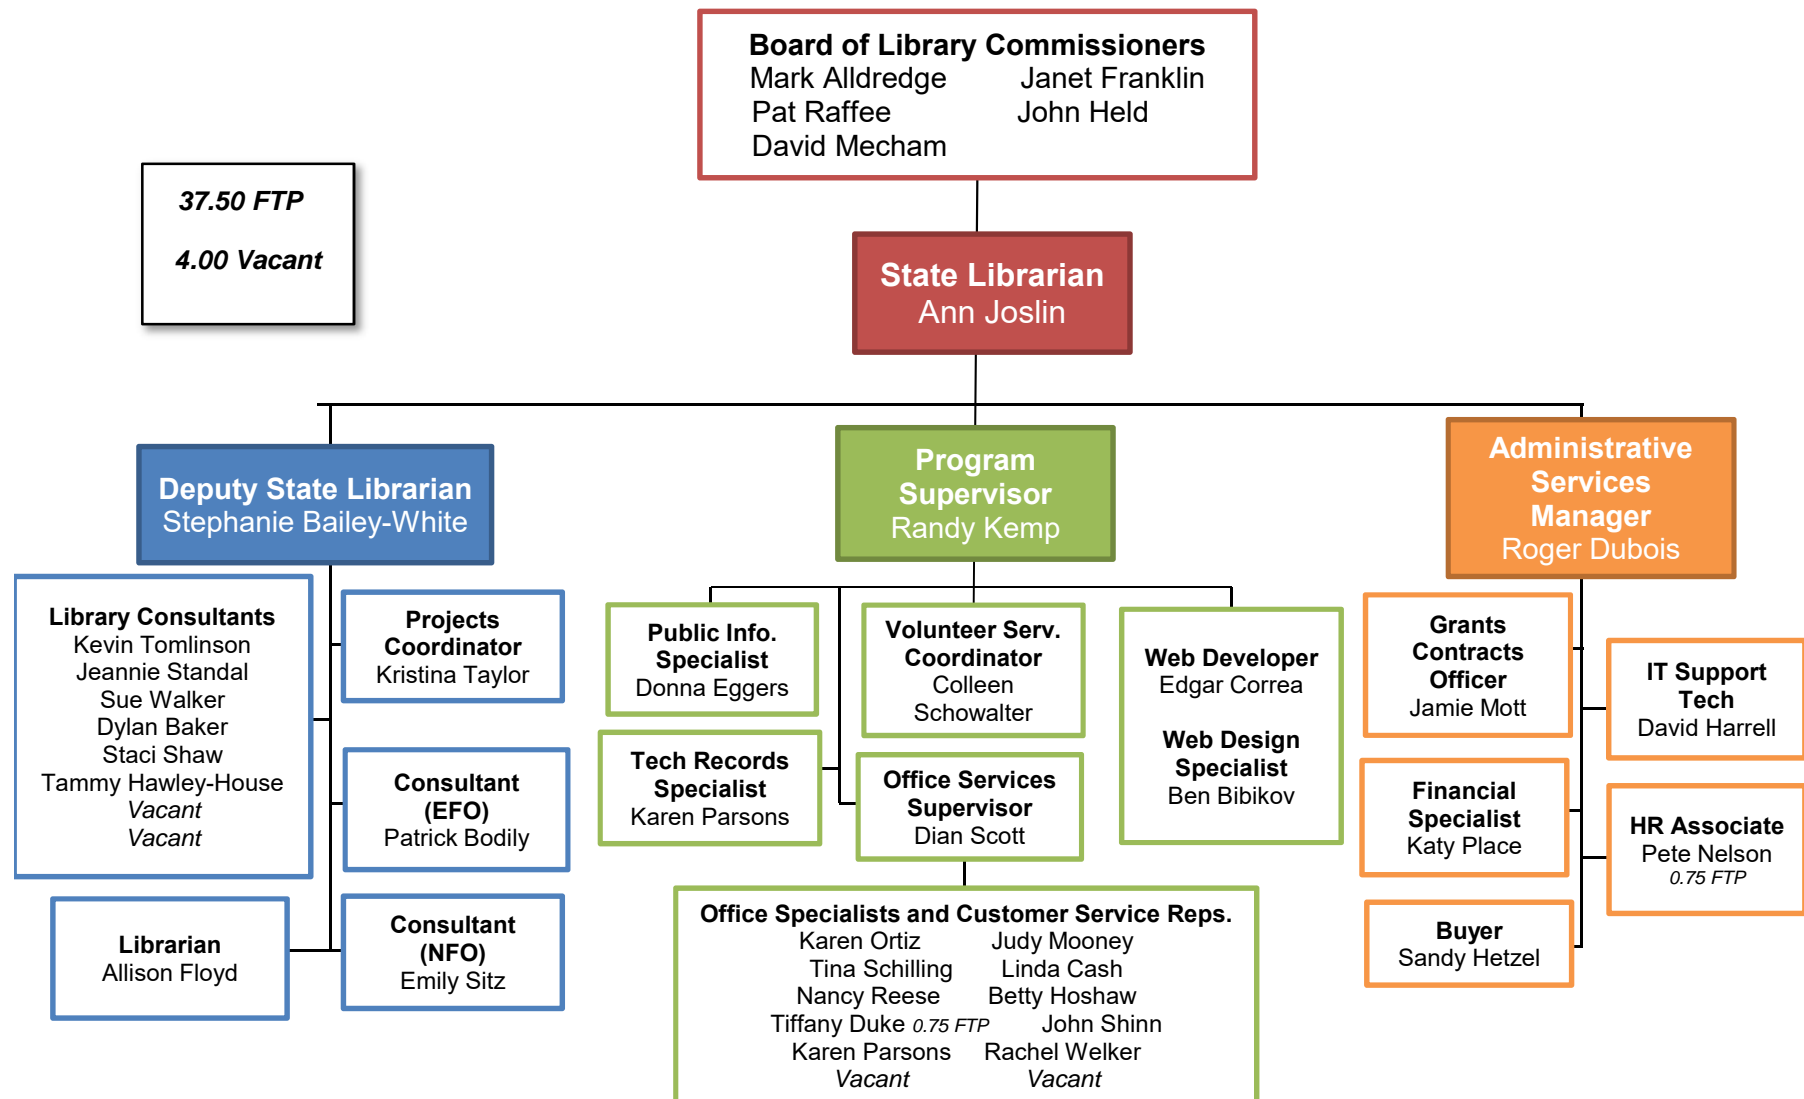 Board of Library Commissioners
Mark Alldredge Janet Franklin
Pat Raffee John Held
David Mecham
37.50 FTP
4.00 Vacant
State Librarian
Ann Joslin
Deputy State Librarian
Stephanie Bailey-White
Program
Supervisor
Randy Kemp
Administrative
Services
Manager
Roger Dubois
Library Consultants
Kevin Tomlinson
Jeannie Standal
Sue Walker
Dylan Baker
Staci Shaw
Tammy Hawley-House
Vacant
Vacant
Projects
Coordinator
Kristina Taylor
Consultant
(EFO)
Patrick Bodily
Librarian
Allison Floyd
Consultant
(NFO)
Emily Sitz
Public Info.
Specialist
Donna Eggers
Volunteer Serv.
Coordinator
Colleen
Schowalter
Web Developer
Edgar Correa
Web Design
Specialist
Ben Bibikov
Tech Records
Specialist
Karen Parsons
Office Services
Supervisor
Dian Scott
Office Specialists and Customer Service Reps.
Karen Ortiz Judy Mooney
Tina Schilling Linda Cash
Nancy Reese Betty Hoshaw
Tiffany Duke 0.75 FTP John Shinn
Karen Parsons Rachel Welker
Vacant Vacant
Grants
Contracts
Officer
Jamie Mott
IT Support
Tech
David Harrell
Financial
Specialist
Katy Place
HR Associate
Pete Nelson
0.75 FTP
Buyer
Sandy Hetzel